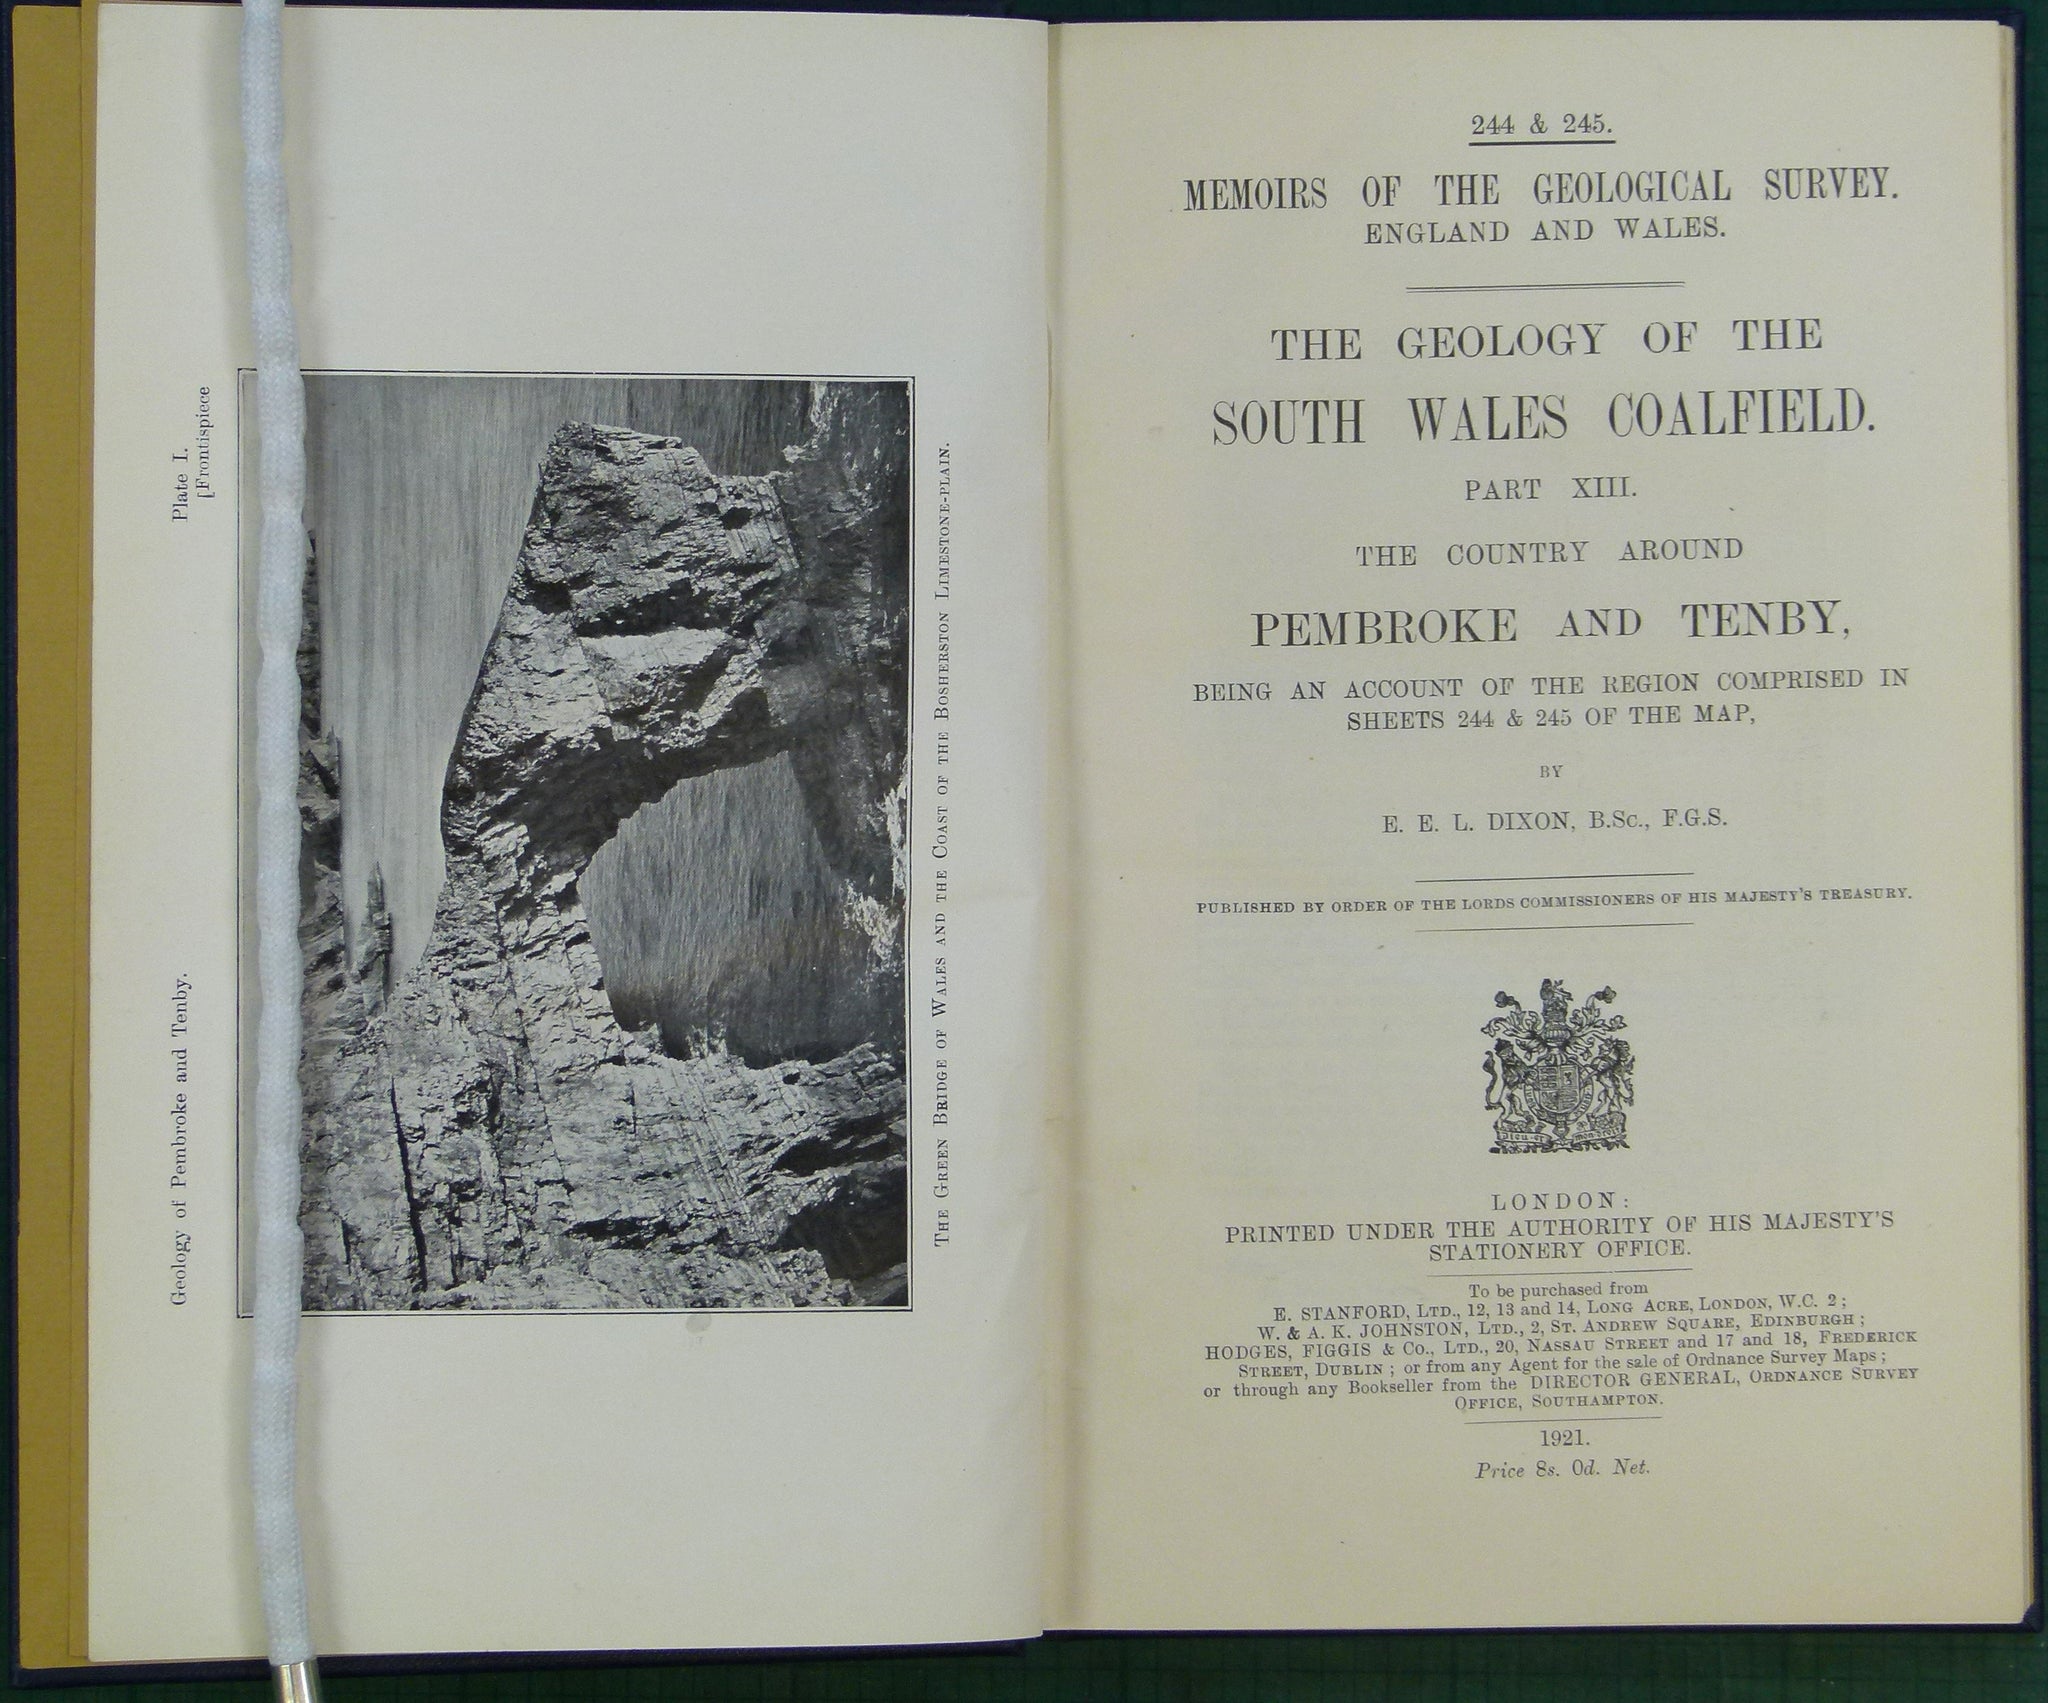 Geology of Pembroke and Tenby.
Plate I.
[Frontispiece
The Green Bridge of Wales and the Coast of the Bosherston Limestone-plain.
244 & 245.
MEMOIRS OF THE GEOLOGICAL SURVEY.
ENGLAND AND WALES.
THE GEOLOGY OF THE
SOUTH WALES COALFIELD.
PART XIII.
THE COUNTRY AROUND
PEMBROKE AND TENBY,
BEING AN ACCOUNT OF THE REGION COMPRISED IN
SHEETS 244 & 245 OF THE MAP,
BY
E. E. L. DIXON, B.Sc., F.G.S.
PUBLISHED BY ORDER OF THE LORDS COMMISSIONERS OF HIS MAJESTY'S TREASURY.
LONDON:
PRINTED UNDER THE AUTHORITY OF HIS MAJESTY'S
STATIONERY OFFICE.
To be purchased from
E. STANFORD, Ltd., 12, 13 and 14, Long Acre, London, W.C. 2;
W. & A. K. JOHNSTON, Ltd., 2, St. Andrew Square, Edinburgh;
HODGES, FIGGIS & Co., Ltd., 20, Nassau Street and 17 and 18, Frederick
Street, Dublin; or from any Agent for the sale of Ordnance Survey Maps;
or through any Bookseller from the DIRECTOR GENERAL, Ordnance Survey
Office, Southampton.
1921.
Price 8s. 0d. Net.